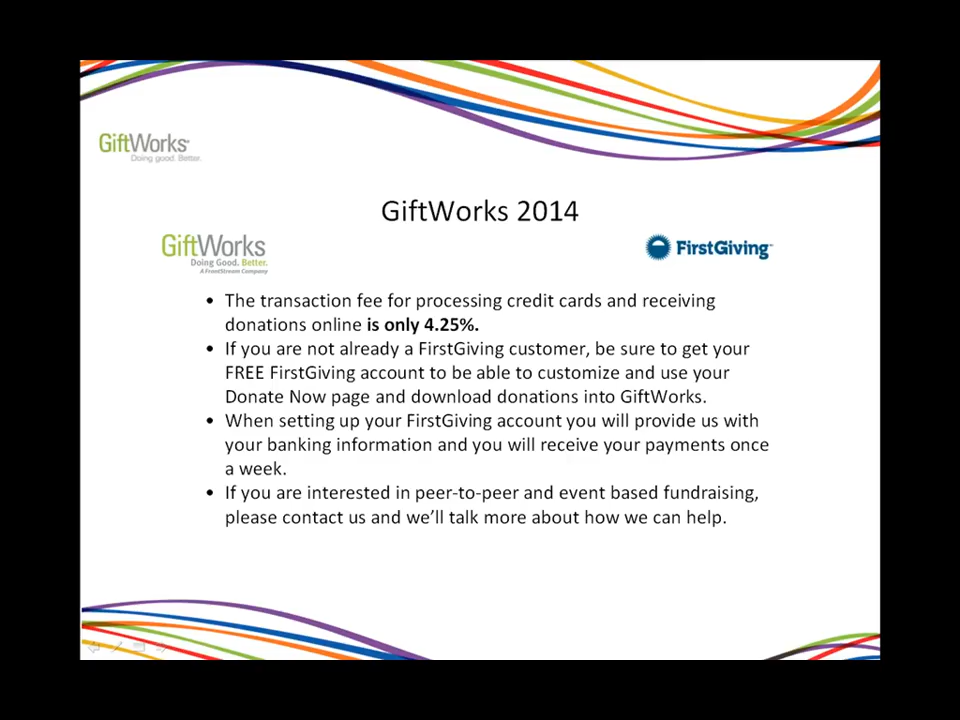 GiftWorks®
Doing good. Better.
GiftWorks 2014
GiftWorks
Doing Good. Better.
A FrontStream Company
FirstGiving™
• The transaction fee for processing credit cards and receiving
donations online is only 4.25%.
• If you are not already a FirstGiving customer, be sure to get your
FREE FirstGiving account to be able to customize and use your
Donate Now page and download donations into GiftWorks.
• When setting up your FirstGiving account you will provide us with
your banking information and you will receive your payments once
a week.
• If you are interested in peer-to-peer and event based fundraising,
please contact us and we’ll talk more about how we can help.